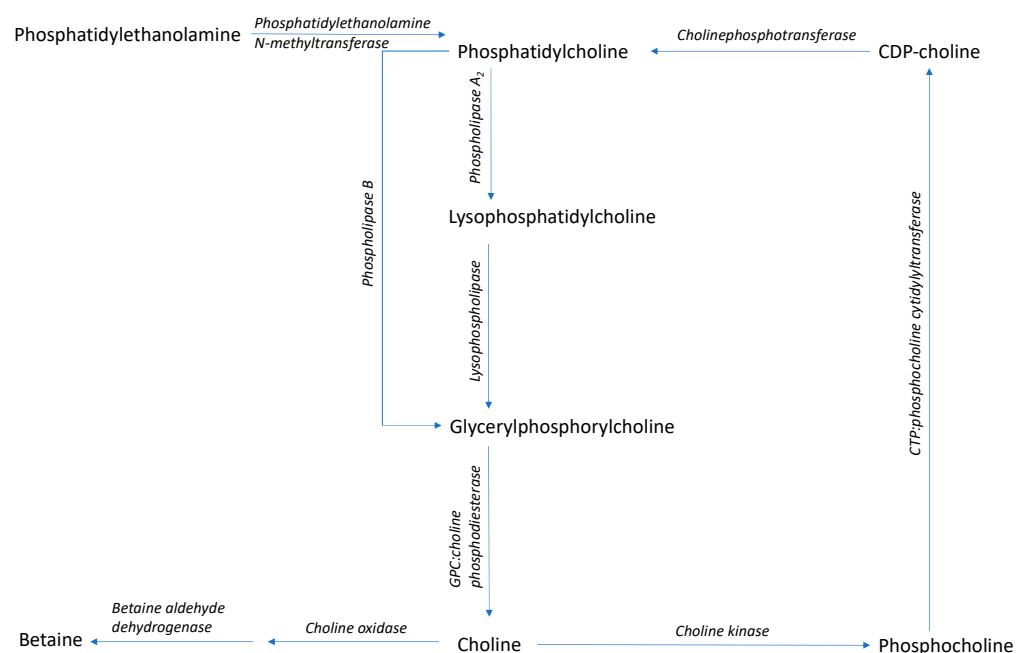 Phosphatidylethanolamine
Phosphatidylethanolamine
N-methyltransferase
Phosphatidylcholine
Cholinephosphotransferase
CDP-choline
Phospholipase A₂
Phospholipase B
Lysophosphatidylcholine
CTP:phosphocholine cytidylyltransferase
Lysophospholipase
Glycerylphosphorylcholine
GPC:choline
phosphodiesterase
Betaine aldehyde
dehydrogenase
Betaine
Choline oxidase
Choline
Choline kinase
Phosphocholine